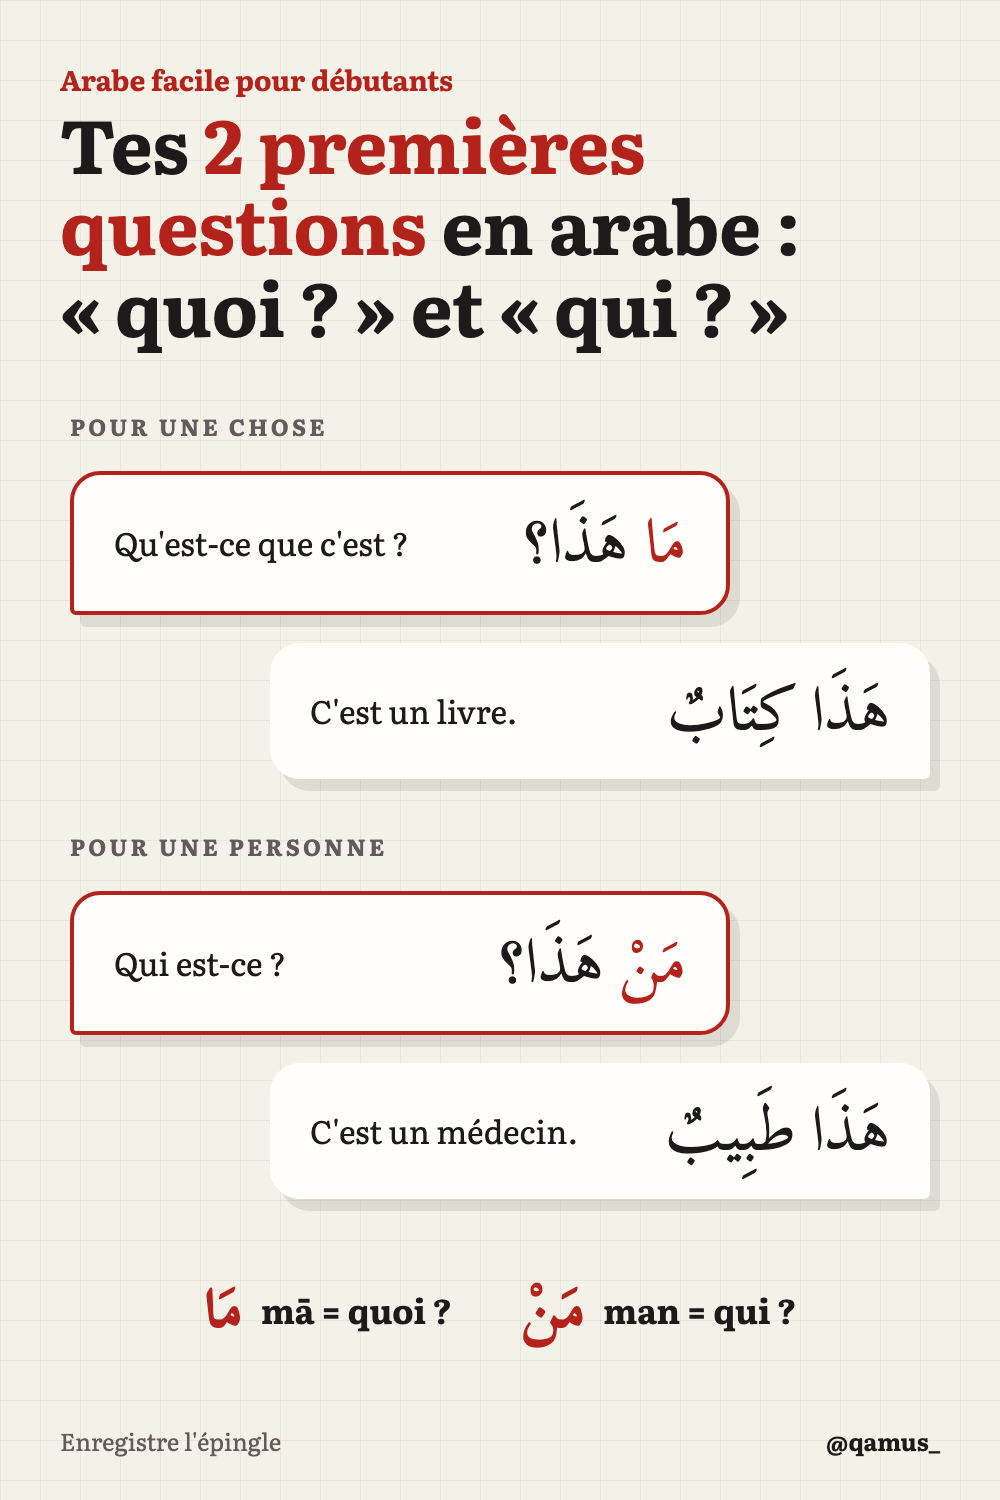 Arabe facile pour débutants
Tes 2 premières
questions en arabe :
« quoi ? » et « qui ? »
POUR UNE CHOSE
Qu'est-ce que c'est ? مَا هَذَا؟
C'est un livre. هَذَا كِتَابٌ
POUR UNE PERSONNE
Qui est-ce ? مَنْ هَذَا؟
C'est un médecin. هَذَا طَبِيبٌ
مَا mā = quoi ? مَنْ man = qui ?
Enregistre l'épingle @qamus_